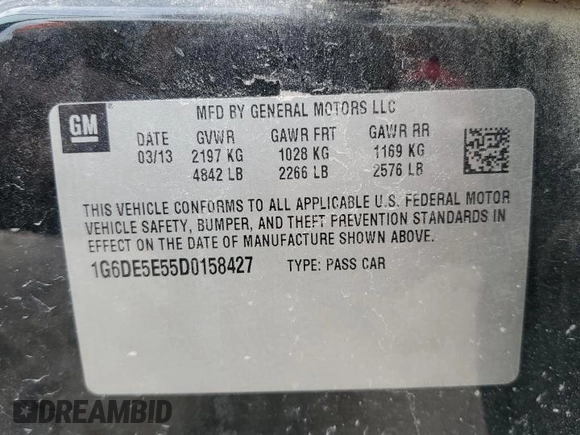 GM
MFD BY GENERAL MOTORS LLC
DATE GVWR GAWR FRT GAWR RR
03/13 2197 KG 1028 KG 1169 KG
4842 LB 2266 LB 2576 LB
THIS VEHICLE CONFORMS TO ALL APPLICABLE U.S. FEDERAL MOTOR
VEHICLE SAFETY, BUMPER, AND THEFT PREVENTION STANDARDS IN
EFFECT ON THE DATE OF MANUFACTURE SHOWN ABOVE.
1G6DE5E55D0158427 TYPE: PASS CAR
DREAMBID